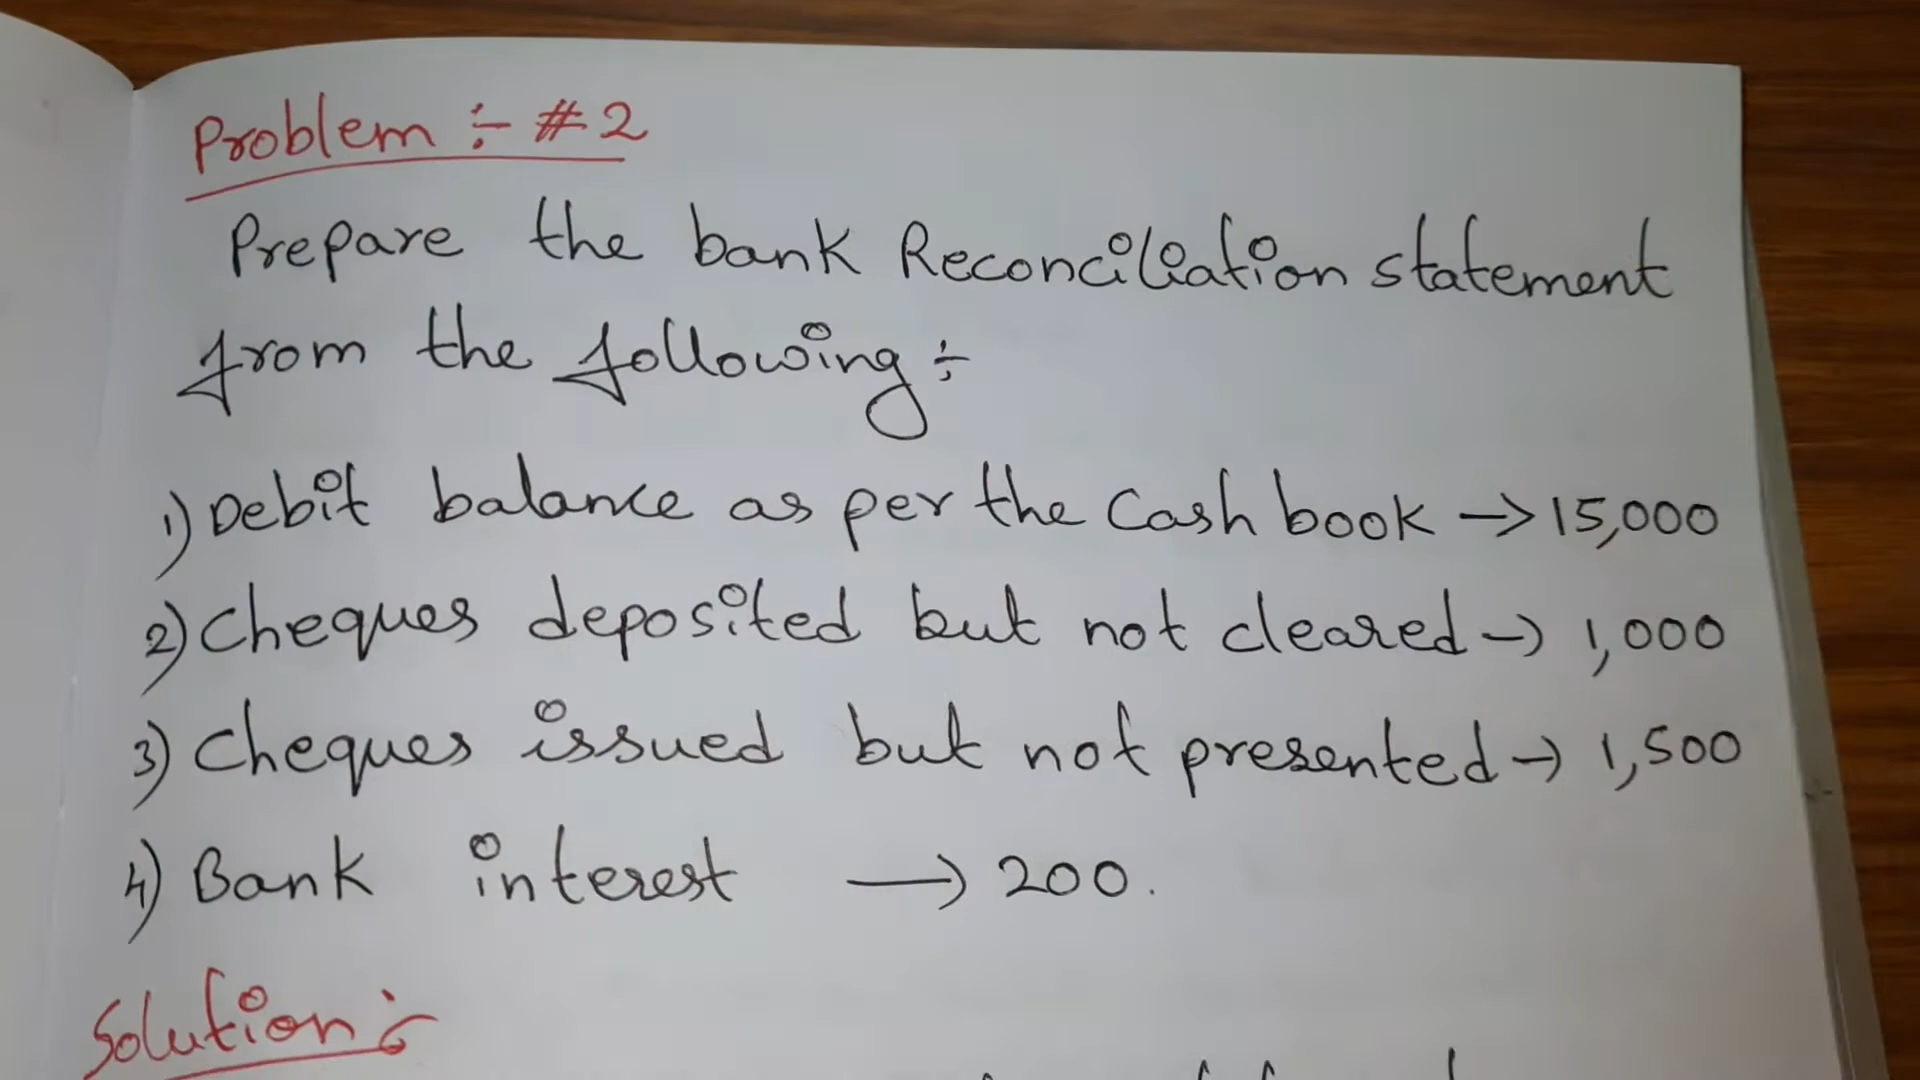 Problem :- #2
Prepare the bank Reconciliation statement
from the following :-
1) Debit balance as per the Cash book → 15,000
2) Cheques deposited but not cleared → 1,000
3) Cheques issued but not presented → 1,500
4) Bank interest → 200.
Solution :-